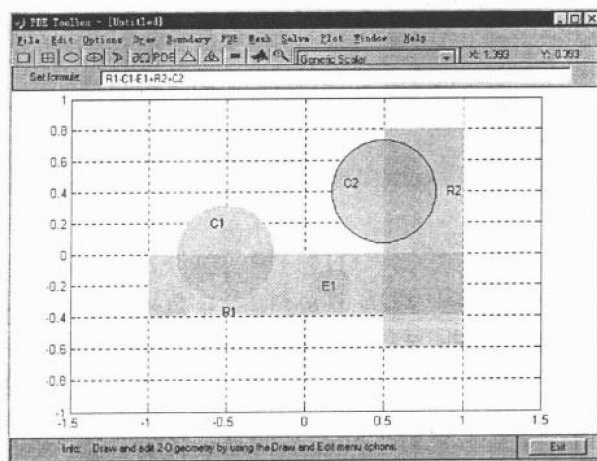 PDE Toolbox - [Untitled]
File Edit Options Draw Boundary PDE Mesh Solve Plot Window Help
∂Ω PDE Generic Scalar X: 1.393 Y: 0.393
Set formula: R1-C1-E1+R2+C2
1
0.8
0.6
0.4
0.2
0
-0.2
-0.4
-0.6
-0.8
-1
C2
R2
C1
E1
R1
-1.5 -1 -0.5 0 0.5 1 1.5
Info: Draw and edit 2-D geometry by using the Draw and Edit menu options. Exit